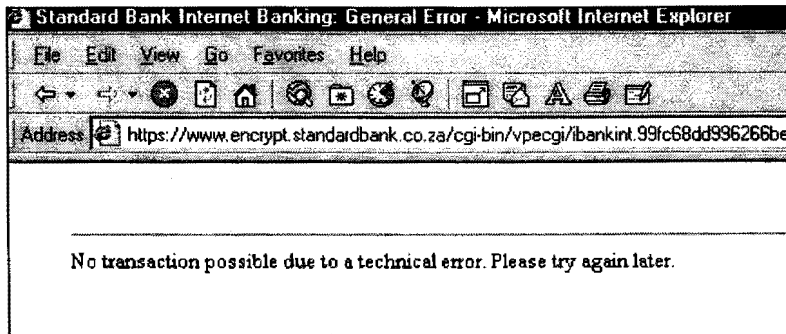 Standard Bank Internet Banking: General Error - Microsoft Internet Explorer
File Edit View Go Favorites Help
Address https://www.encrypt.standardbank.co.za/cgi-bin/vpecgi/ibankint.99fc68dd996266be
No transaction possible due to a technical error. Please try again later.